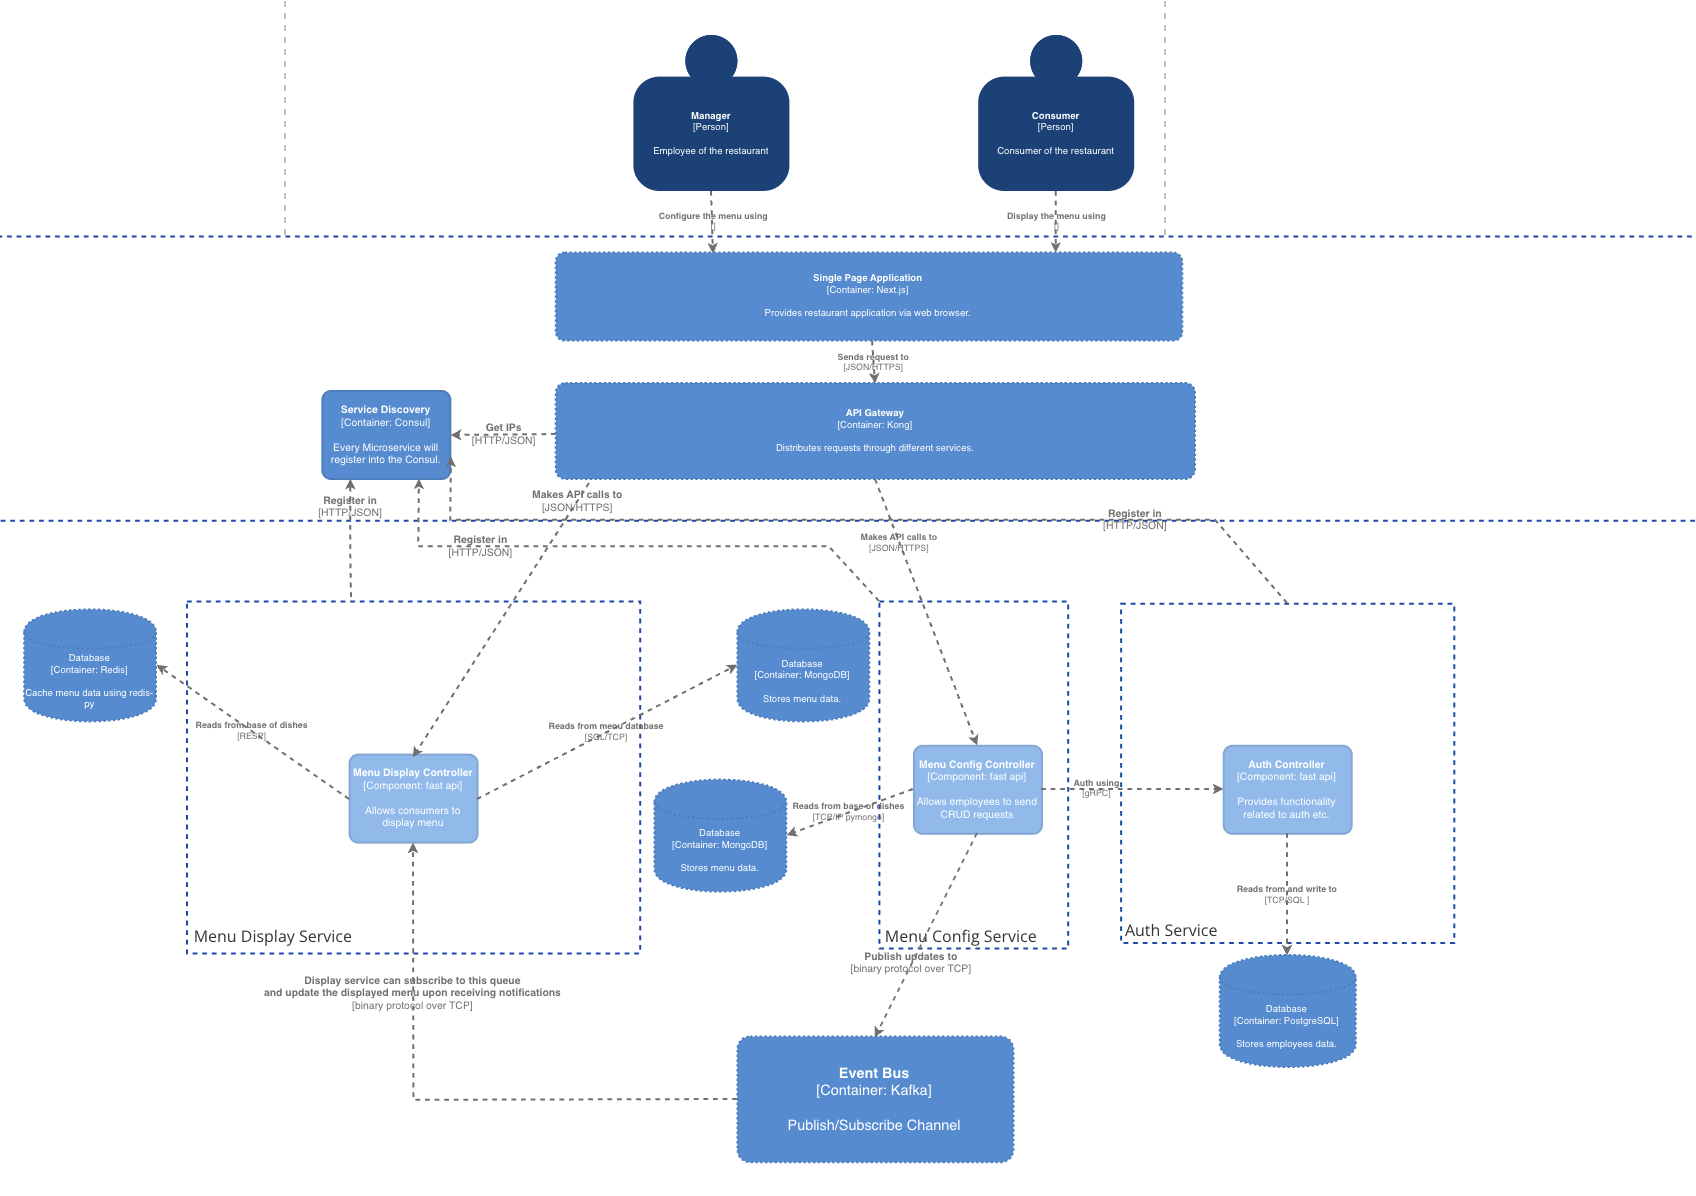 Manager
[Person]
Employee of the restaurant
Consumer
[Person]
Consumer of the restaurant
Configure the menu using
[]
Display the menu using
[]
Single Page Application
[Container: Next.js]
Provides restaurant application via web browser.
Sends request to
[JSON/HTTPS]
Service Discovery
[Container: Consul]
Every Microservice will
register into the Consul.
Get IPs
[HTTP/JSON]
API Gateway
[Container: Kong]
Distributes requests through different services.
Register in
[HTTP/JSON]
Makes API calls to
[JSON/HTTPS]
Register in
[HTTP/JSON]
Register in
[HTTP/JSON]
Makes API calls to
[JSON/HTTPS]
Database
[Container: Redis]
Cache menu data using redis-
py
Reads from base of dishes
[RESP]
Menu Display Controller
[Component: fast api]
Allows consumers to
display menu
Reads from menu database
[SQL/TCP]
Database
[Container: MongoDB]
Stores menu data.
Database
[Container: MongoDB]
Stores menu data.
Reads from base of dishes
[TCP/IP pymongo]
Menu Config Controller
[Component: fast api]
Allows employees to send
CRUD requests
Auth using
[gRPC]
Auth Controller
[Component: fast api]
Provides functionality
related to auth etc.
Reads from and write to
[TCP/SQL ]
Menu Display Service
Menu Config Service
Auth Service
Publish updates to
[binary protocol over TCP]
Display service can subscribe to this queue
and update the displayed menu upon receiving notifications
[binary protocol over TCP]
Database
[Container: PostgreSQL]
Stores employees data.
Event Bus
[Container: Kafka]
Publish/Subscribe Channel